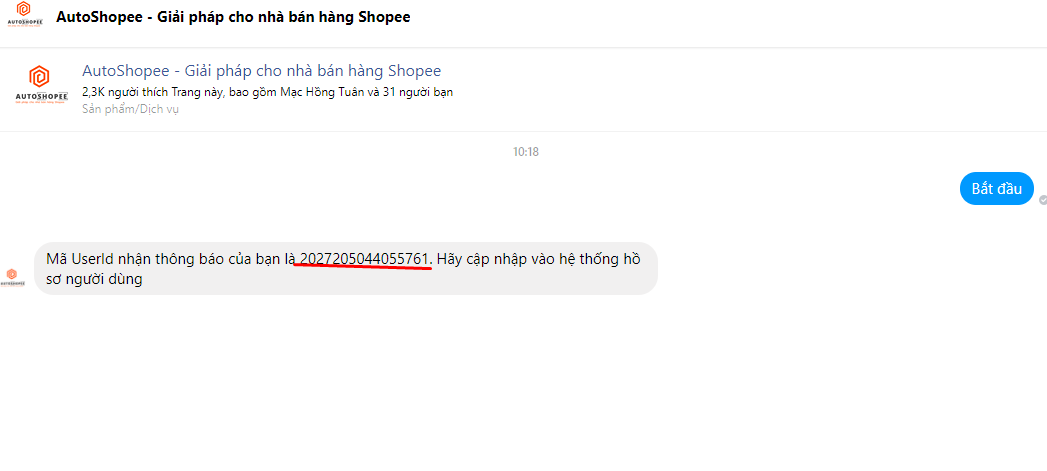 AutoShopee - Giải pháp cho nhà bán hàng Shopee
AUTOSHOPEE
AutoShopee - Giải pháp cho nhà bán hàng Shopee
2,3K người thích Trang này, bao gồm Mạc Hồng Tuân và 31 người bạn
AUTOSHOPEE
Sản phẩm/Dịch vụ
10:18
Bắt đầu
Mã UserId nhận thông báo của bạn là 2027205044055761. Hãy cập nhập vào hệ thống hồ
sơ người dùng
AUTOSHOPEE